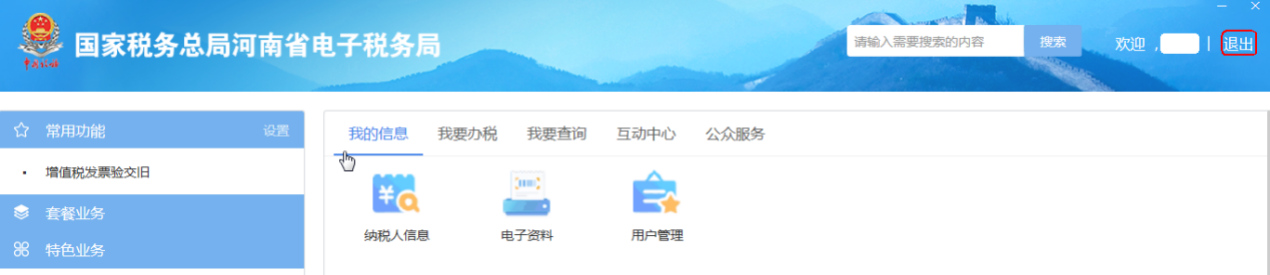 国家税务总局河南省电子税务局
请输入需要搜索的内容 搜索 欢迎, | 退出
常用功能 设置
我的信息 我要办税 我要查询 互动中心 公众服务
· 增值税发票验交旧
套餐业务
特色业务
纳税人信息 电子资料 用户管理